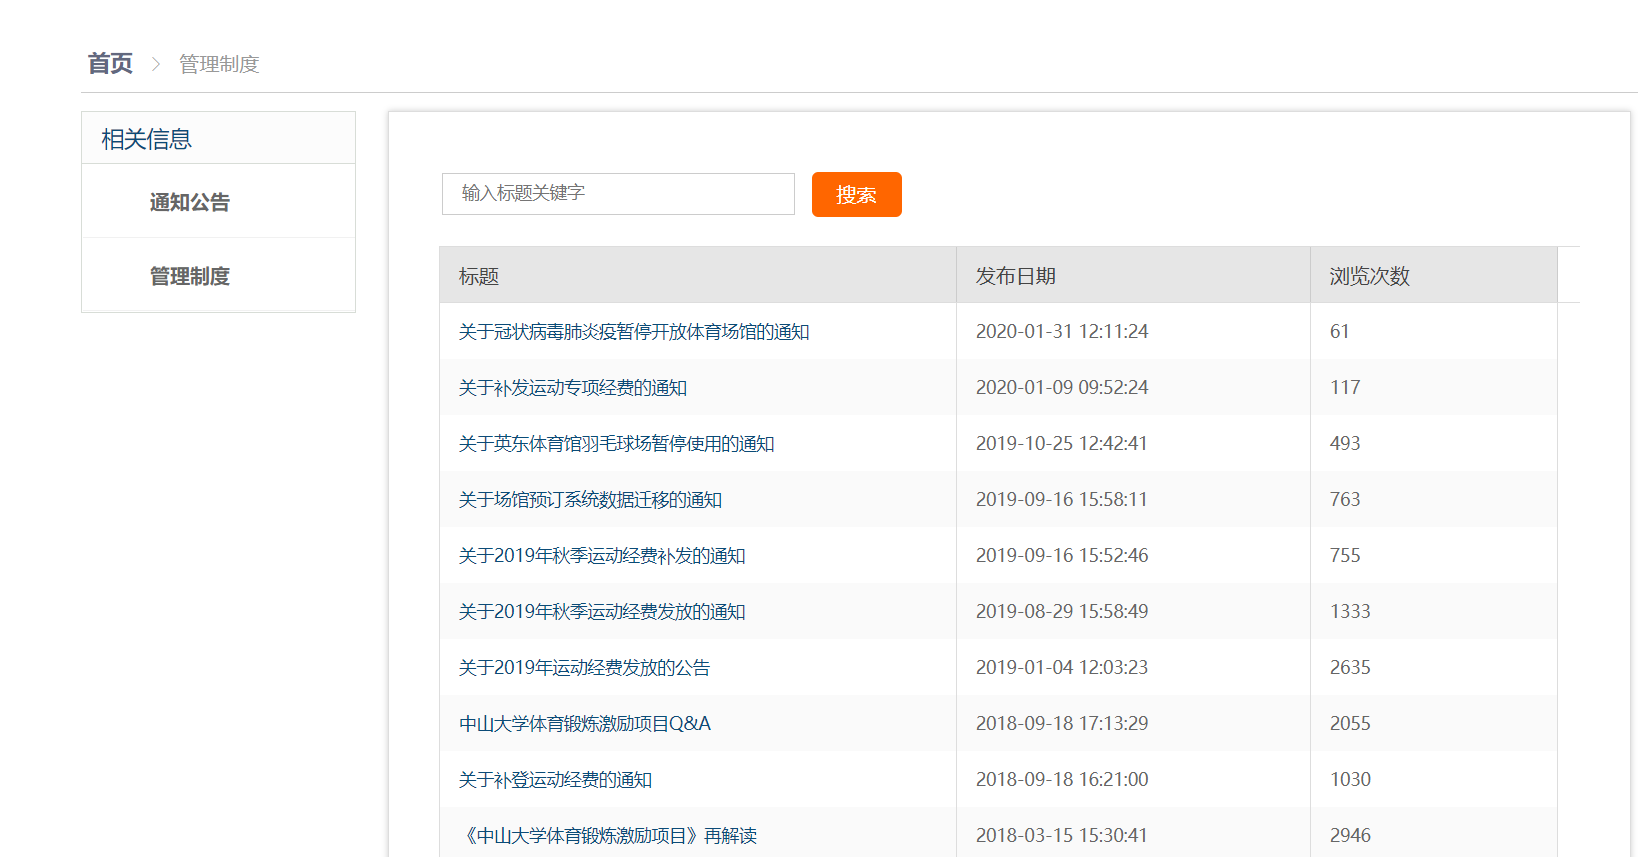 首页 > 管理制度
相关信息
通知公告
管理制度
输入标题关键字 搜索
标题 发布日期 浏览次数
关于冠状病毒肺炎疫暂停开放体育场馆的通知 2020-01-31 12:11:24 61
关于补发运动专项经费的通知 2020-01-09 09:52:24 117
关于英东体育馆羽毛球场暂停使用的通知 2019-10-25 12:42:41 493
关于场馆预订系统数据迁移的通知 2019-09-16 15:58:11 763
关于2019年秋季运动经费补发的通知 2019-09-16 15:52:46 755
关于2019年秋季运动经费发放的通知 2019-08-29 15:58:49 1333
关于2019年运动经费发放的公告 2019-01-04 12:03:23 2635
中山大学体育锻炼激励项目Q&A 2018-09-18 17:13:29 2055
关于补登运动经费的通知 2018-09-18 16:21:00 1030
《中山大学体育锻炼激励项目》再解读 2018-03-15 15:30:41 2946